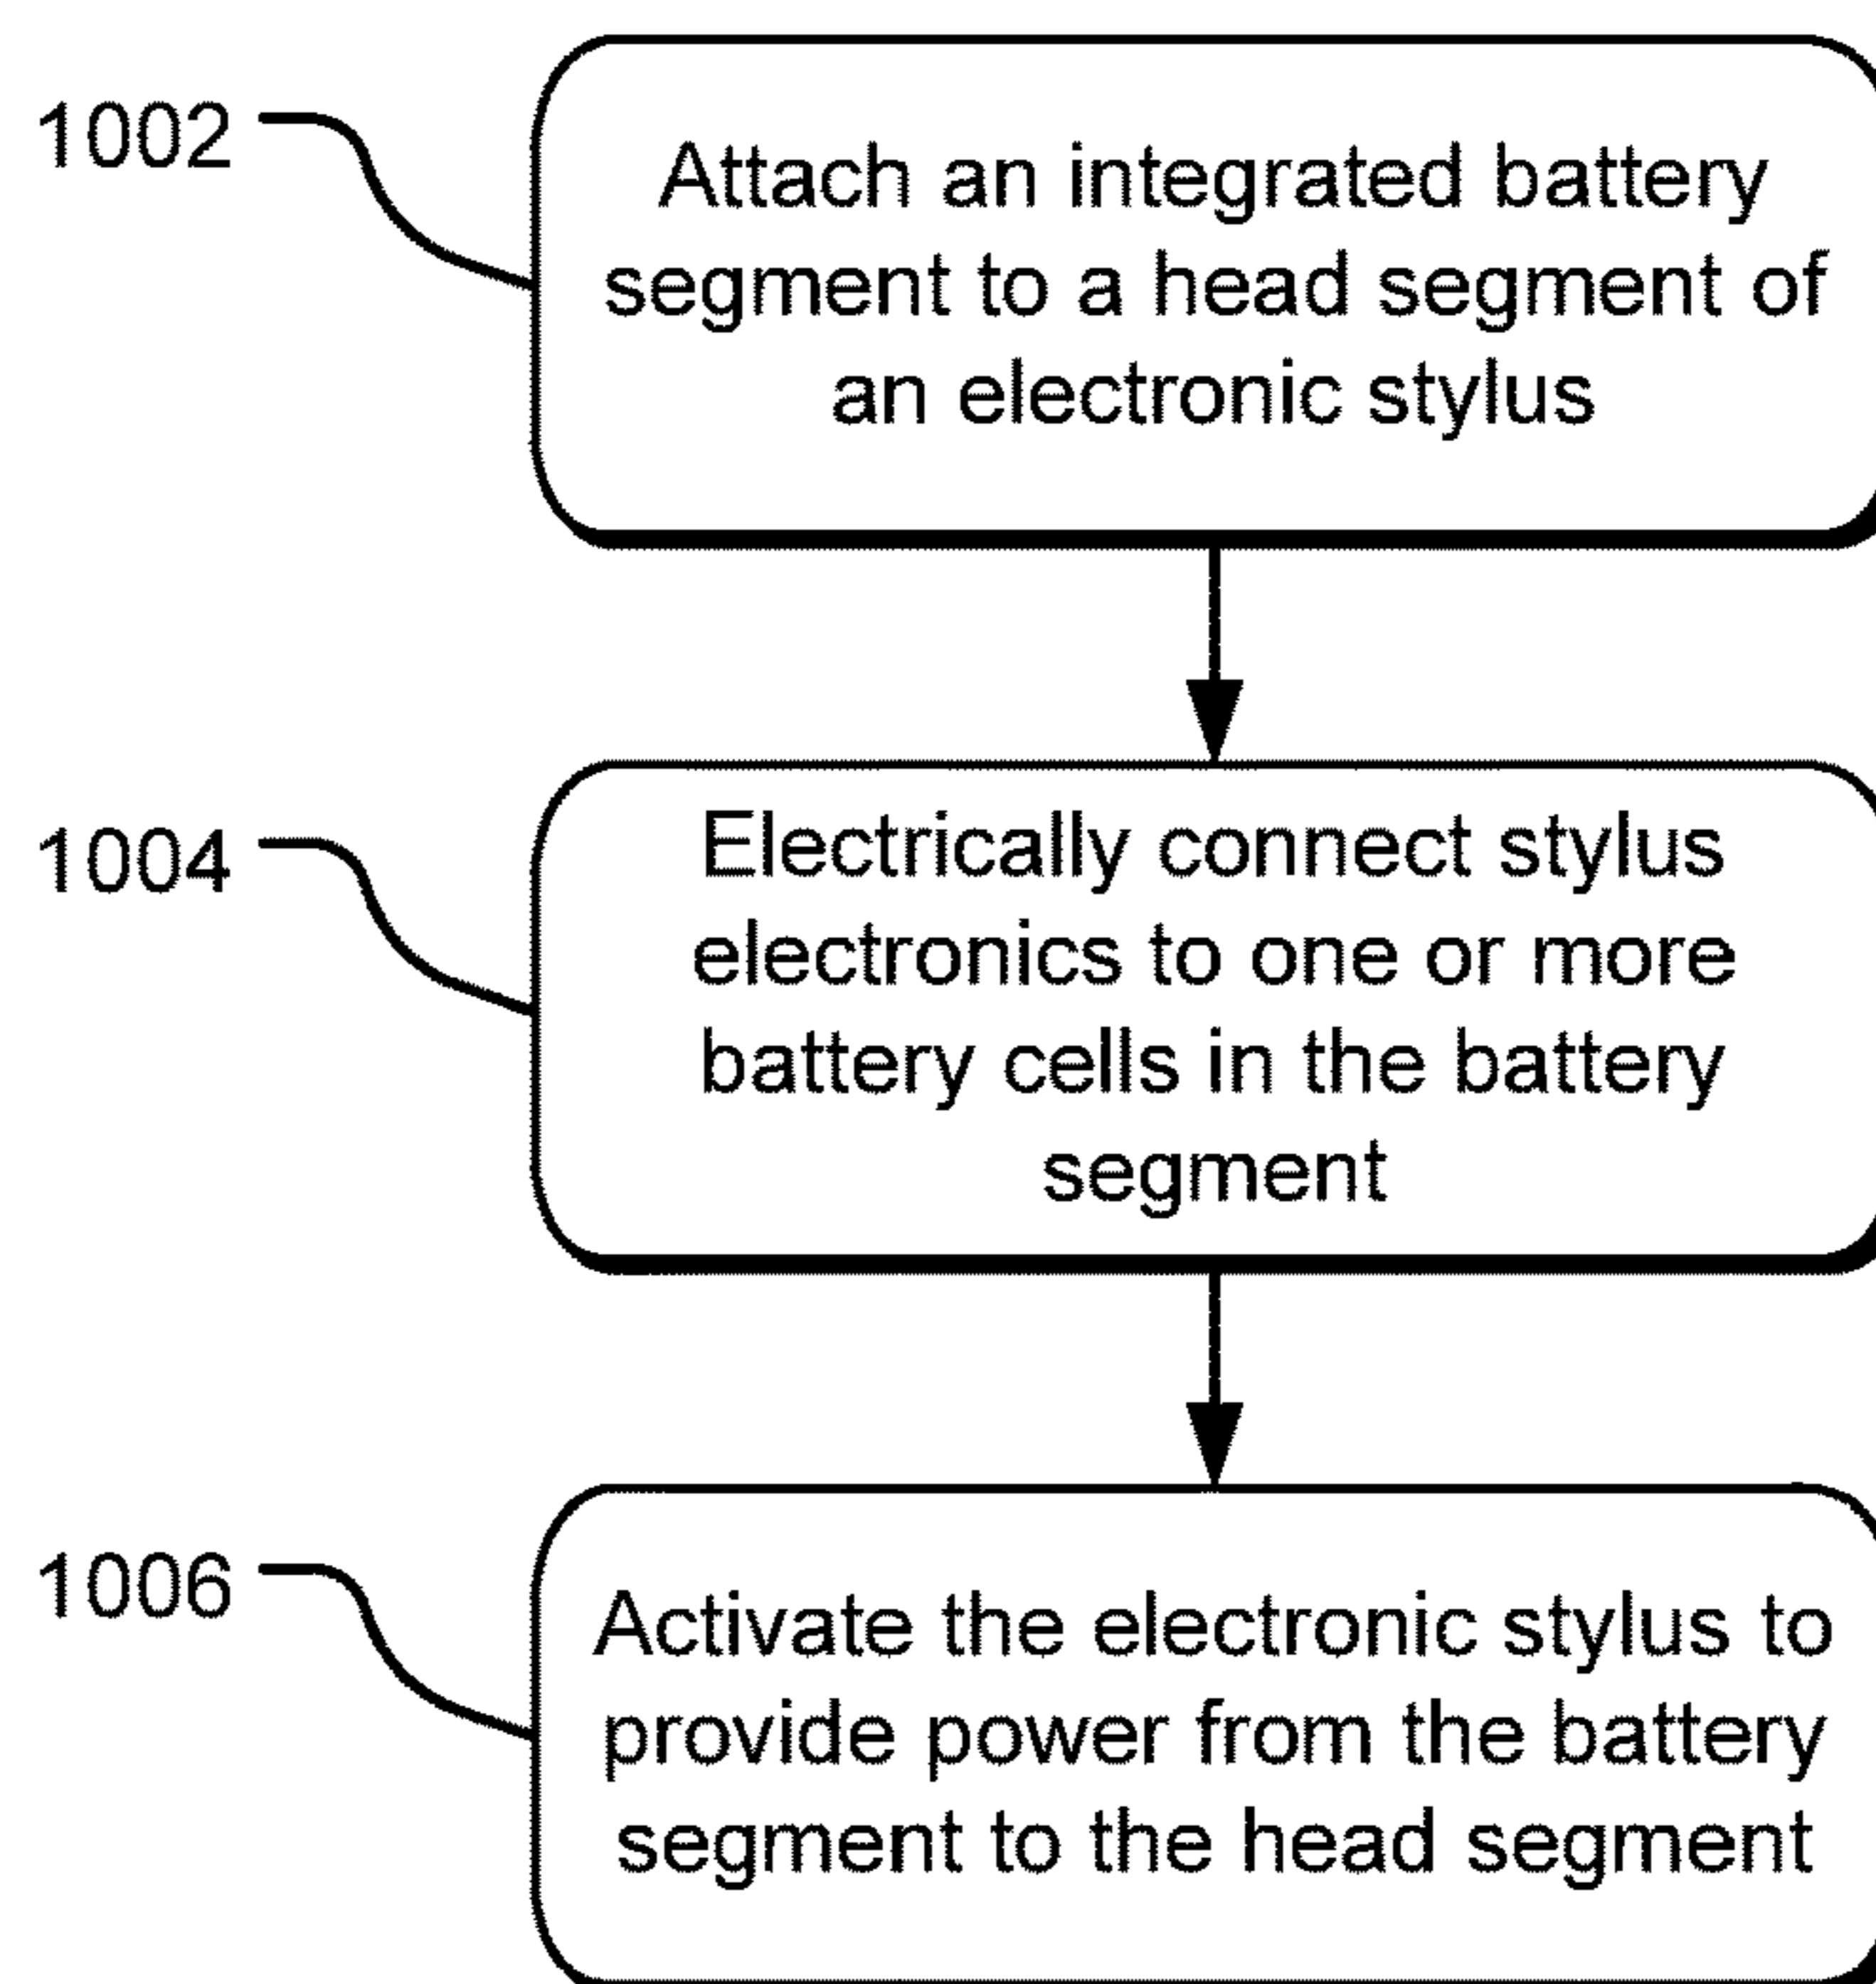 1002
Attach an integrated battery
segment to a head segment of
an electronic stylus
1004
Electrically connect stylus
electronics to one or more
battery cells in the battery
segment
1006
Activate the electronic stylus to
provide power from the battery
segment to the head segment